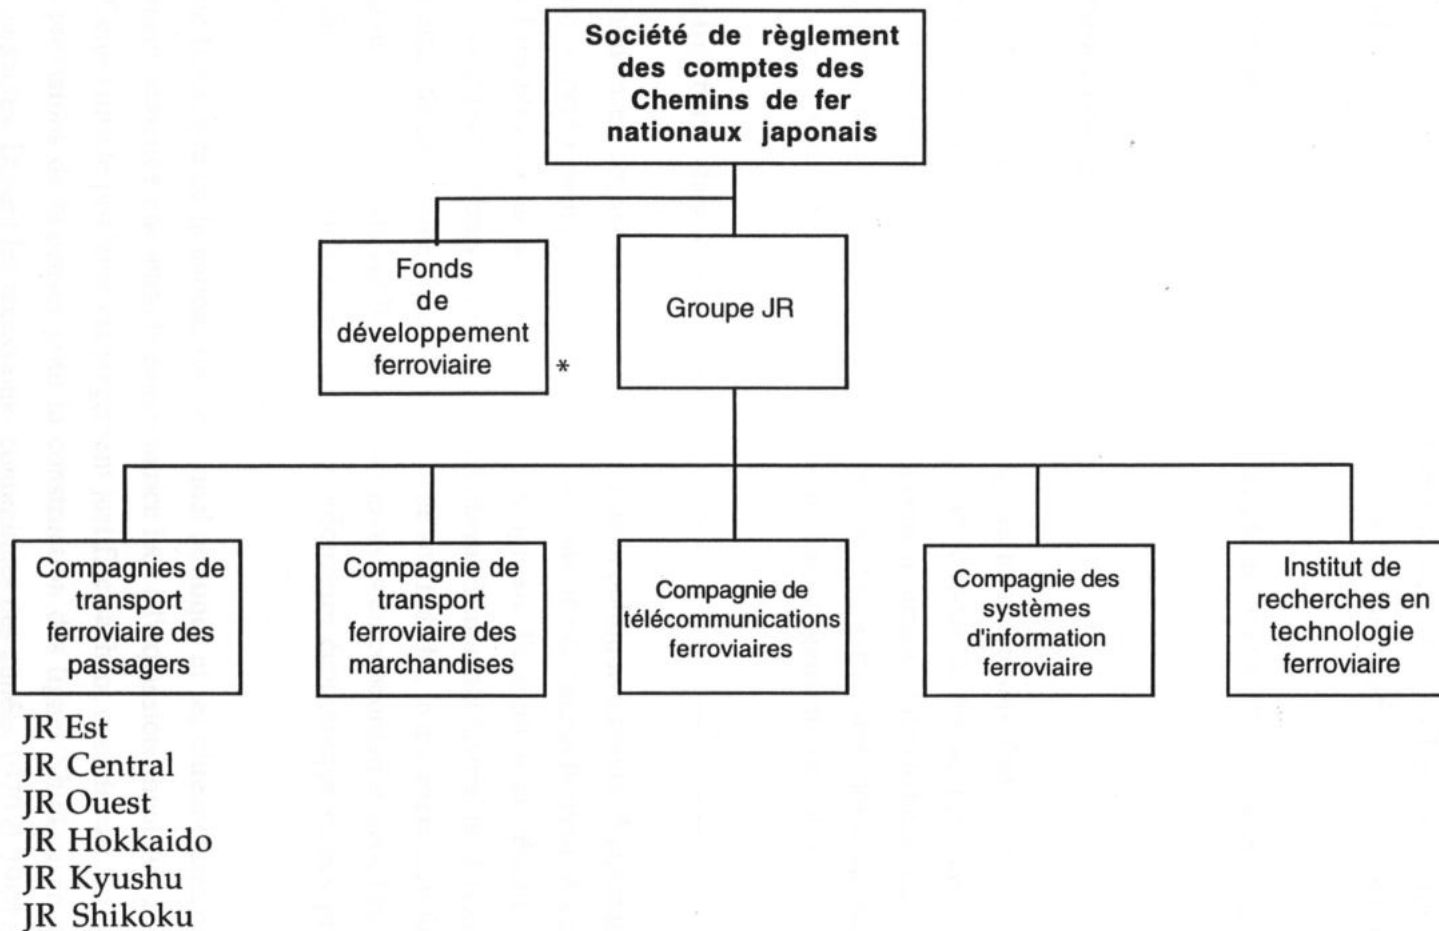 Société de règlement
des comptes des
Chemins de fer
nationaux japonais
Fonds
de
développement
ferroviaire *
Groupe JR
Compagnies de
transport
ferroviaire des
passagers
Compagnie de
transport
ferroviaire des
marchandises
Compagnie de
télécommunications
ferroviaires
Compagnie des
systèmes
d'information
ferroviaire
Institut de
recherches en
technologie
ferroviaire
JR Est
JR Central
JR Ouest
JR Hokkaido
JR Kyushu
JR Shikoku